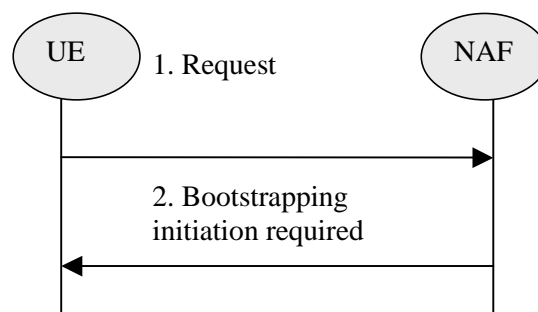 UE
NAF
1. Request
2. Bootstrapping
initiation required